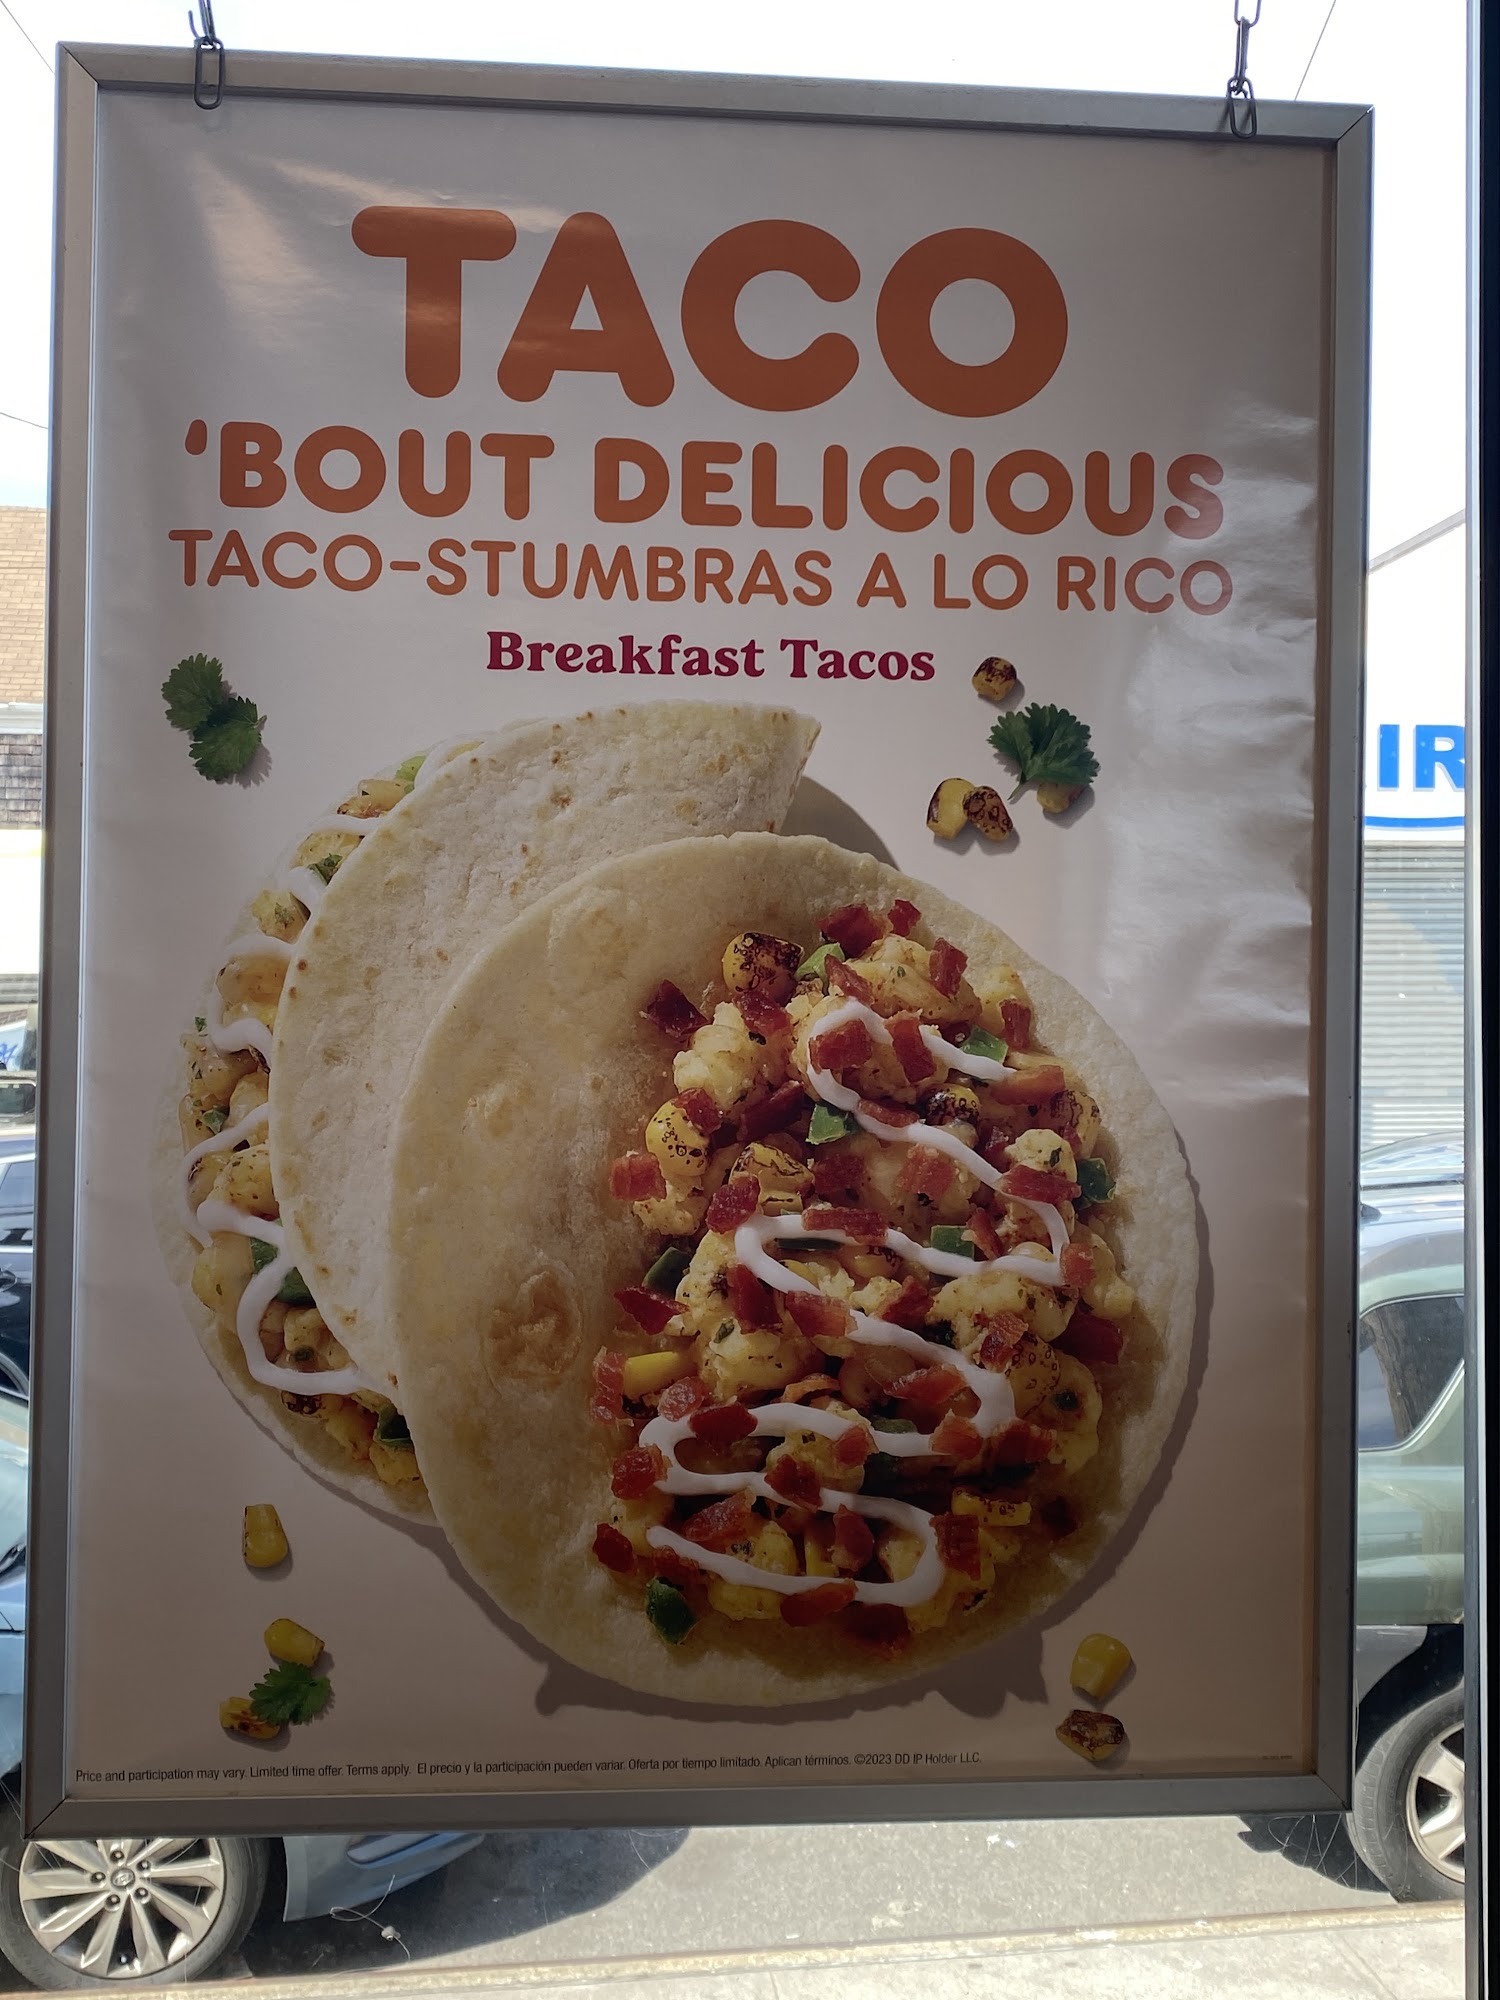 TACO
'BOUT DELICIOUS
TACO-STUMBRAS A LO RICO
Breakfast Tacos
IR
Price and participation may vary. Limited time offer. Terms apply. El precio y la participación pueden variar. Oferta por tiempo limitado. Aplican términos. ©2023 DD IP Holder LLC.